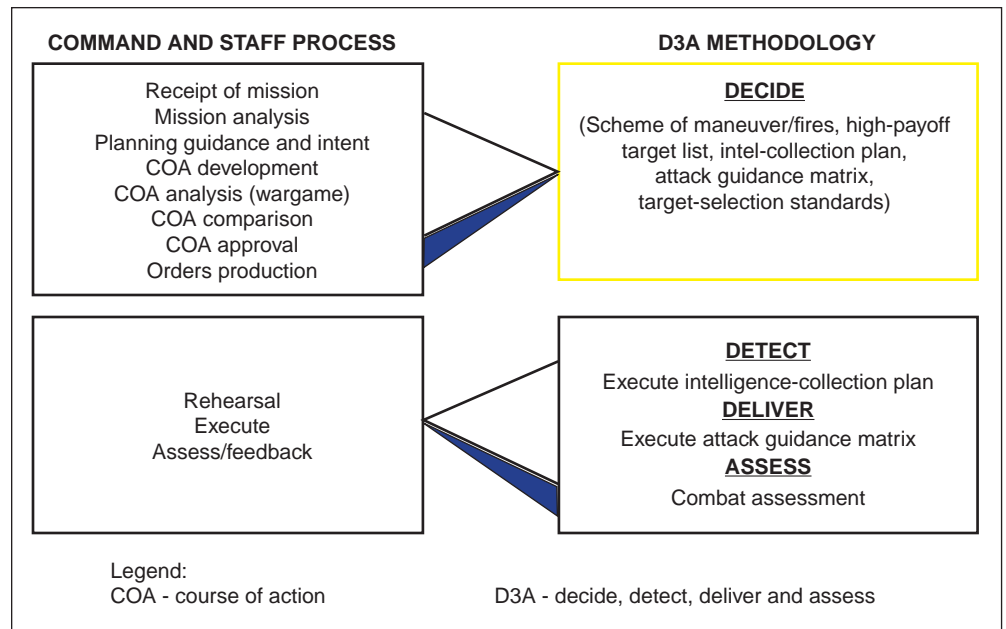 COMMAND AND STAFF PROCESS
Receipt of mission
Mission analysis
Planning guidance and intent
COA development
COA analysis (wargame)
COA comparison
COA approval
Orders production
D3A METHODOLOGY
DECIDE
(Scheme of maneuver/fires, high-payoff
target list, intel-collection plan,
attack guidance matrix,
target-selection standards)
Rehearsal
Execute
Assess/feedback
DETECT
Execute intelligence-collection plan
DELIVER
Execute attack guidance matrix
ASSESS
Combat assessment
Legend:
COA - course of action
D3A - decide, detect, deliver and assess